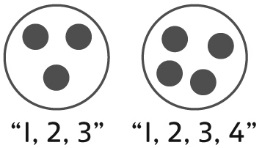 “1, 2, 3” “1, 2, 3, 4”